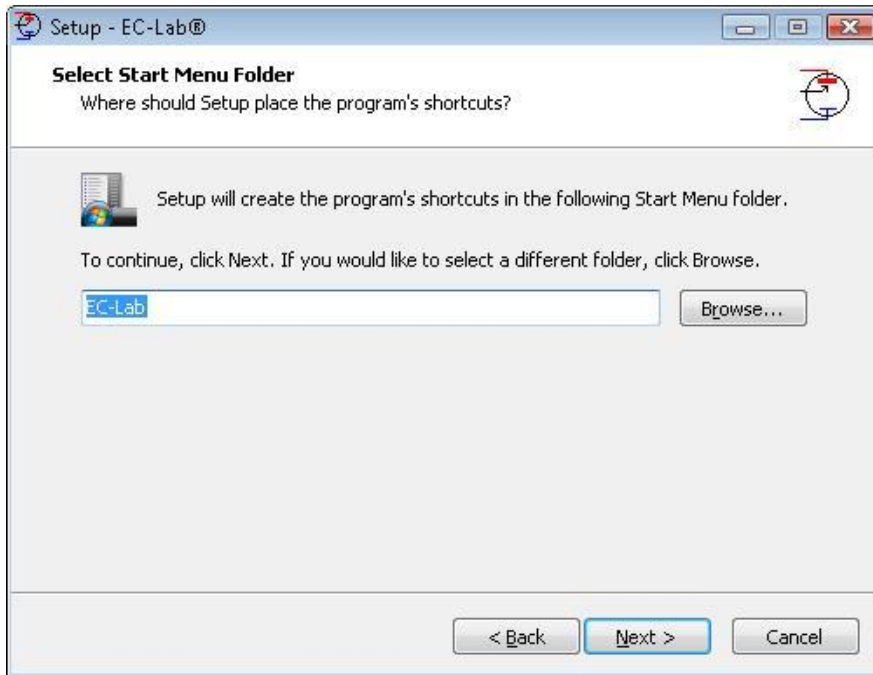 Setup - EC-Lab®
Select Start Menu Folder
Where should Setup place the program's shortcuts?
Setup will create the program's shortcuts in the following Start Menu folder.
To continue, click Next. If you would like to select a different folder, click Browse.
EC-Lab
Browse...
< Back
Next >
Cancel